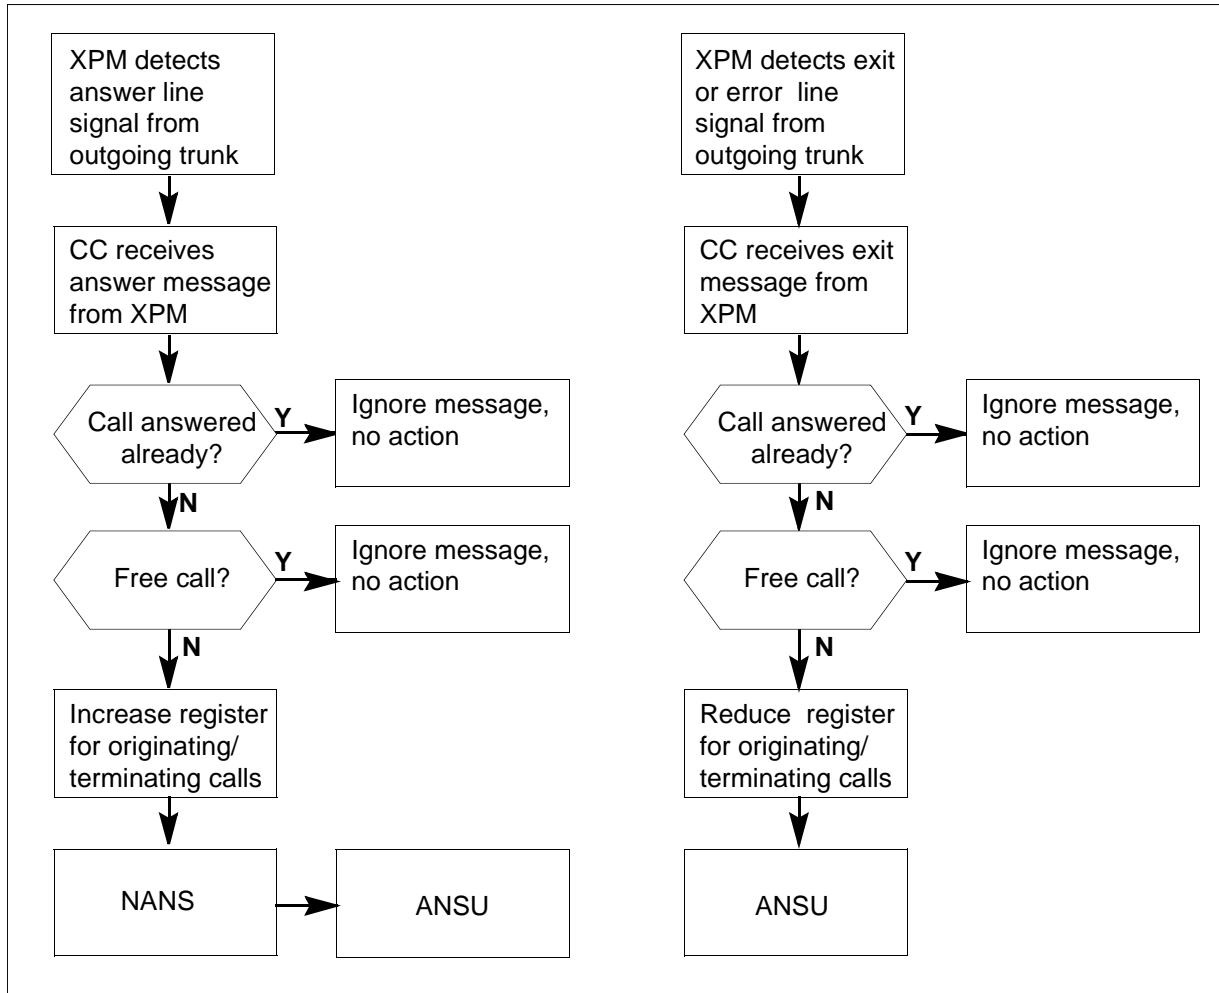 XPM detects
answer line
signal from
outgoing trunk
CC receives
answer message
from XPM
Call answered
already?
Y
Ignore message,
no action
N
Free call?
Y
Ignore message,
no action
N
Increase register
for originating/
terminating calls
NANS
ANSU
XPM detects exit
or error line
signal from
outgoing trunk
CC receives exit
message from
XPM
Call answered
already?
Y
Ignore message,
no action
N
Free call?
Y
Ignore message,
no action
N
Reduce register
for originating/
terminating calls
ANSU